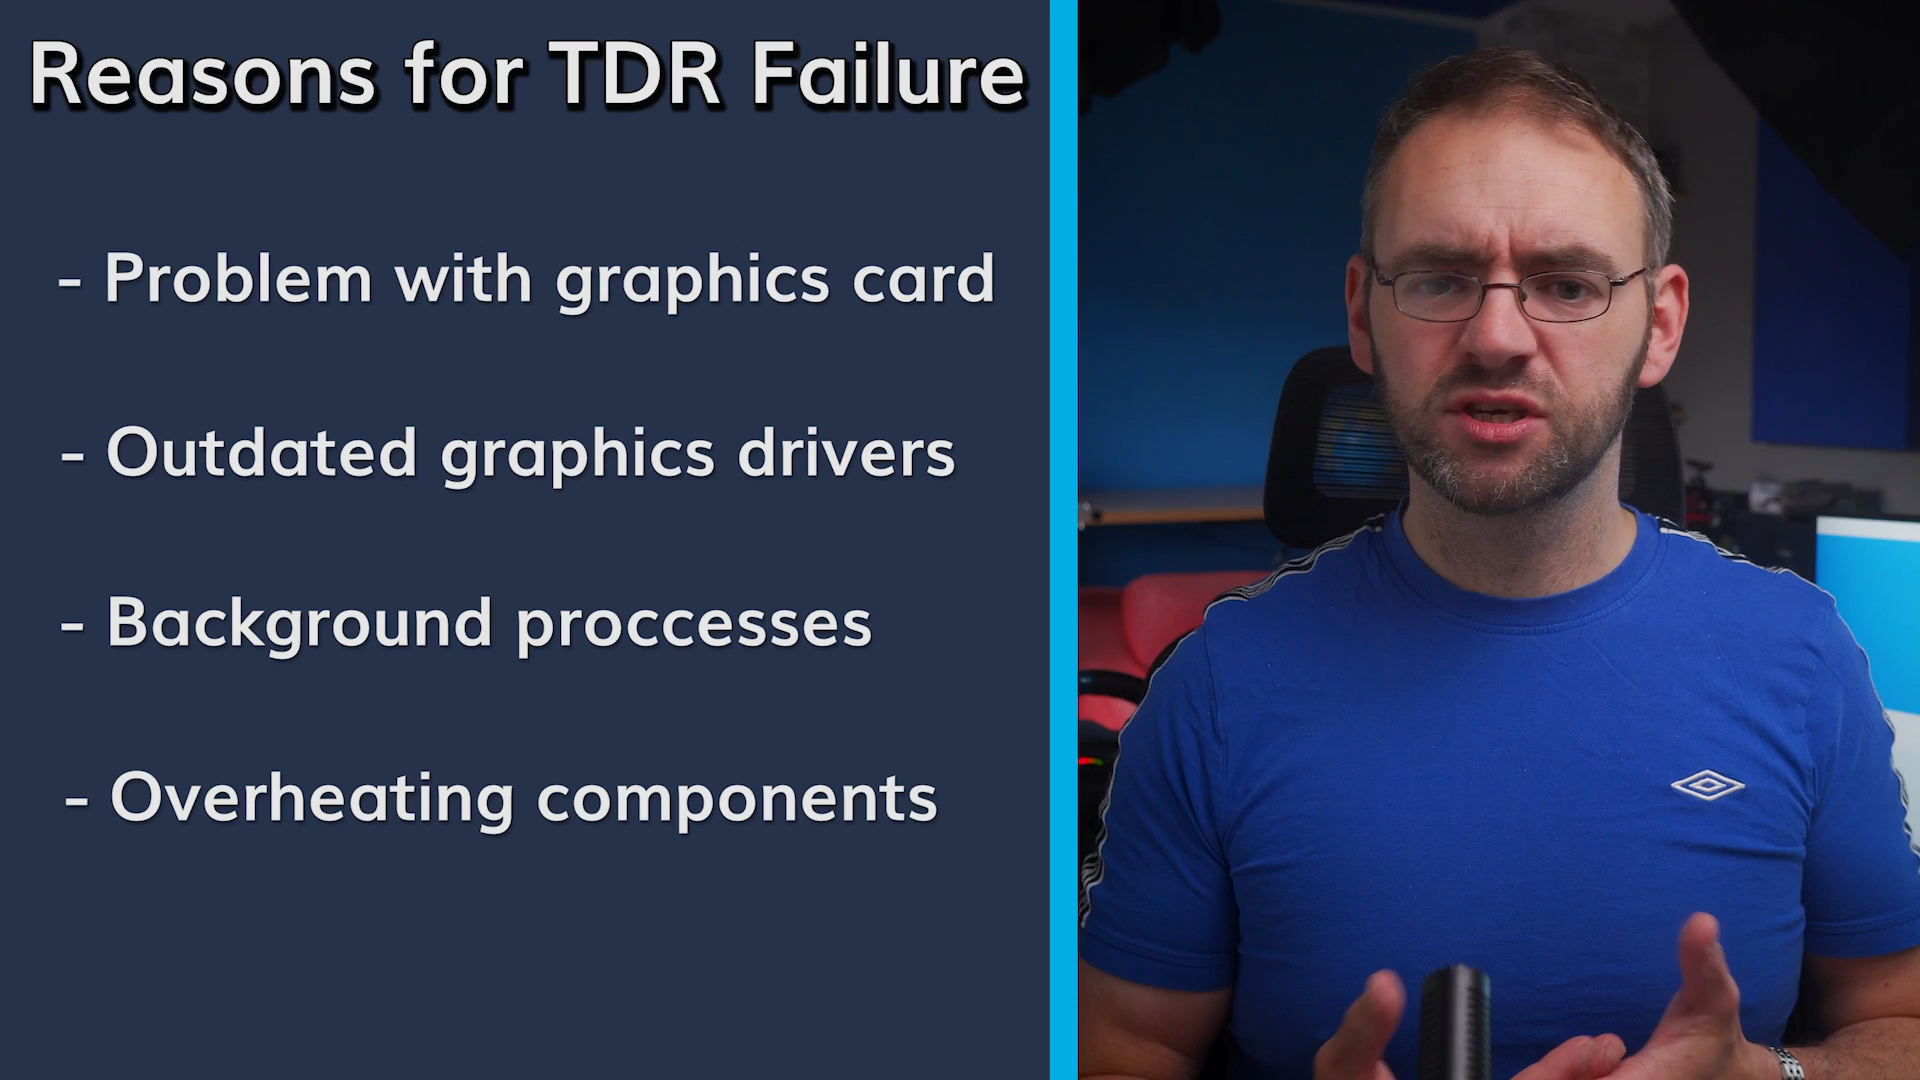 Reasons for TDR Failure
- Problem with graphics card
- Outdated graphics drivers
- Background proccesses
- Overheating components